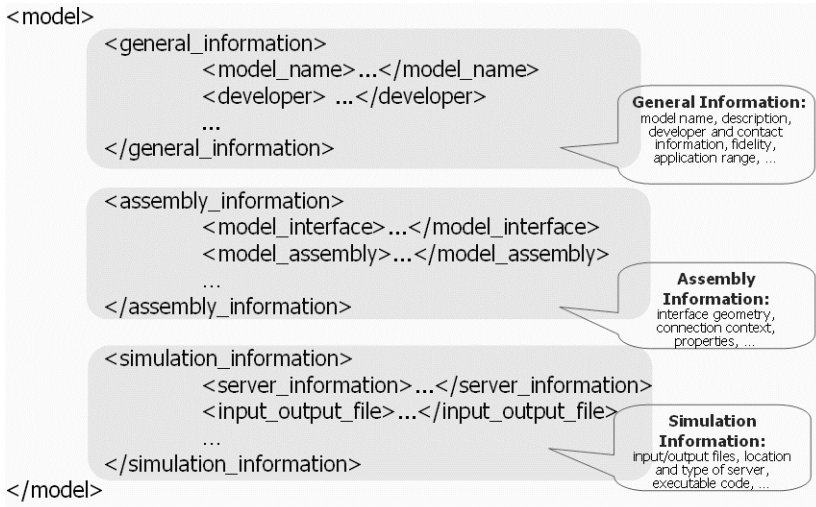 <model>
<general_information>
<model_name>...</model_name>
<developer> ...</developer>
...
</general_information>
General Information:
model name, description,
developer and contact
information, fidelity,
application range, ...
<assembly_information>
<model_interface>...</model_interface>
<model_assembly>...</model_assembly>
...
</assembly_information>
Assembly
Information:
interface geometry,
connection context,
properties, ...
<simulation_information>
<server_information>...</server_information>
<input_output_file>...</input_output_file>
...
</simulation_information>
Simulation
Information:
input/output files, location
and type of server,
executable code, ...
</model>